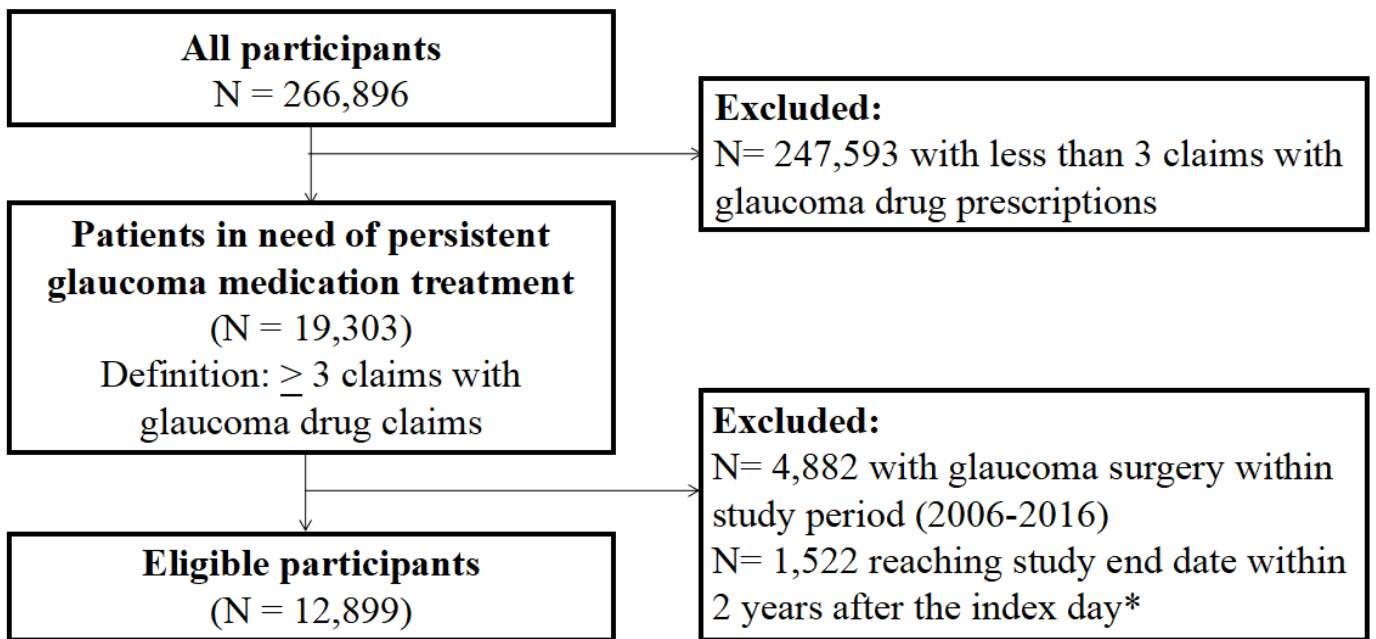 All participants
N = 266,896
Excluded:
N= 247,593 with less than 3 claims with
glaucoma drug prescriptions
Patients in need of persistent
glaucoma medication treatment
(N = 19,303)
Definition: ≥ 3 claims with
glaucoma drug claims
Excluded:
N= 4,882 with glaucoma surgery within
study period (2006-2016)
N= 1,522 reaching study end date within
2 years after the index day*
Eligible participants
(N = 12,899)